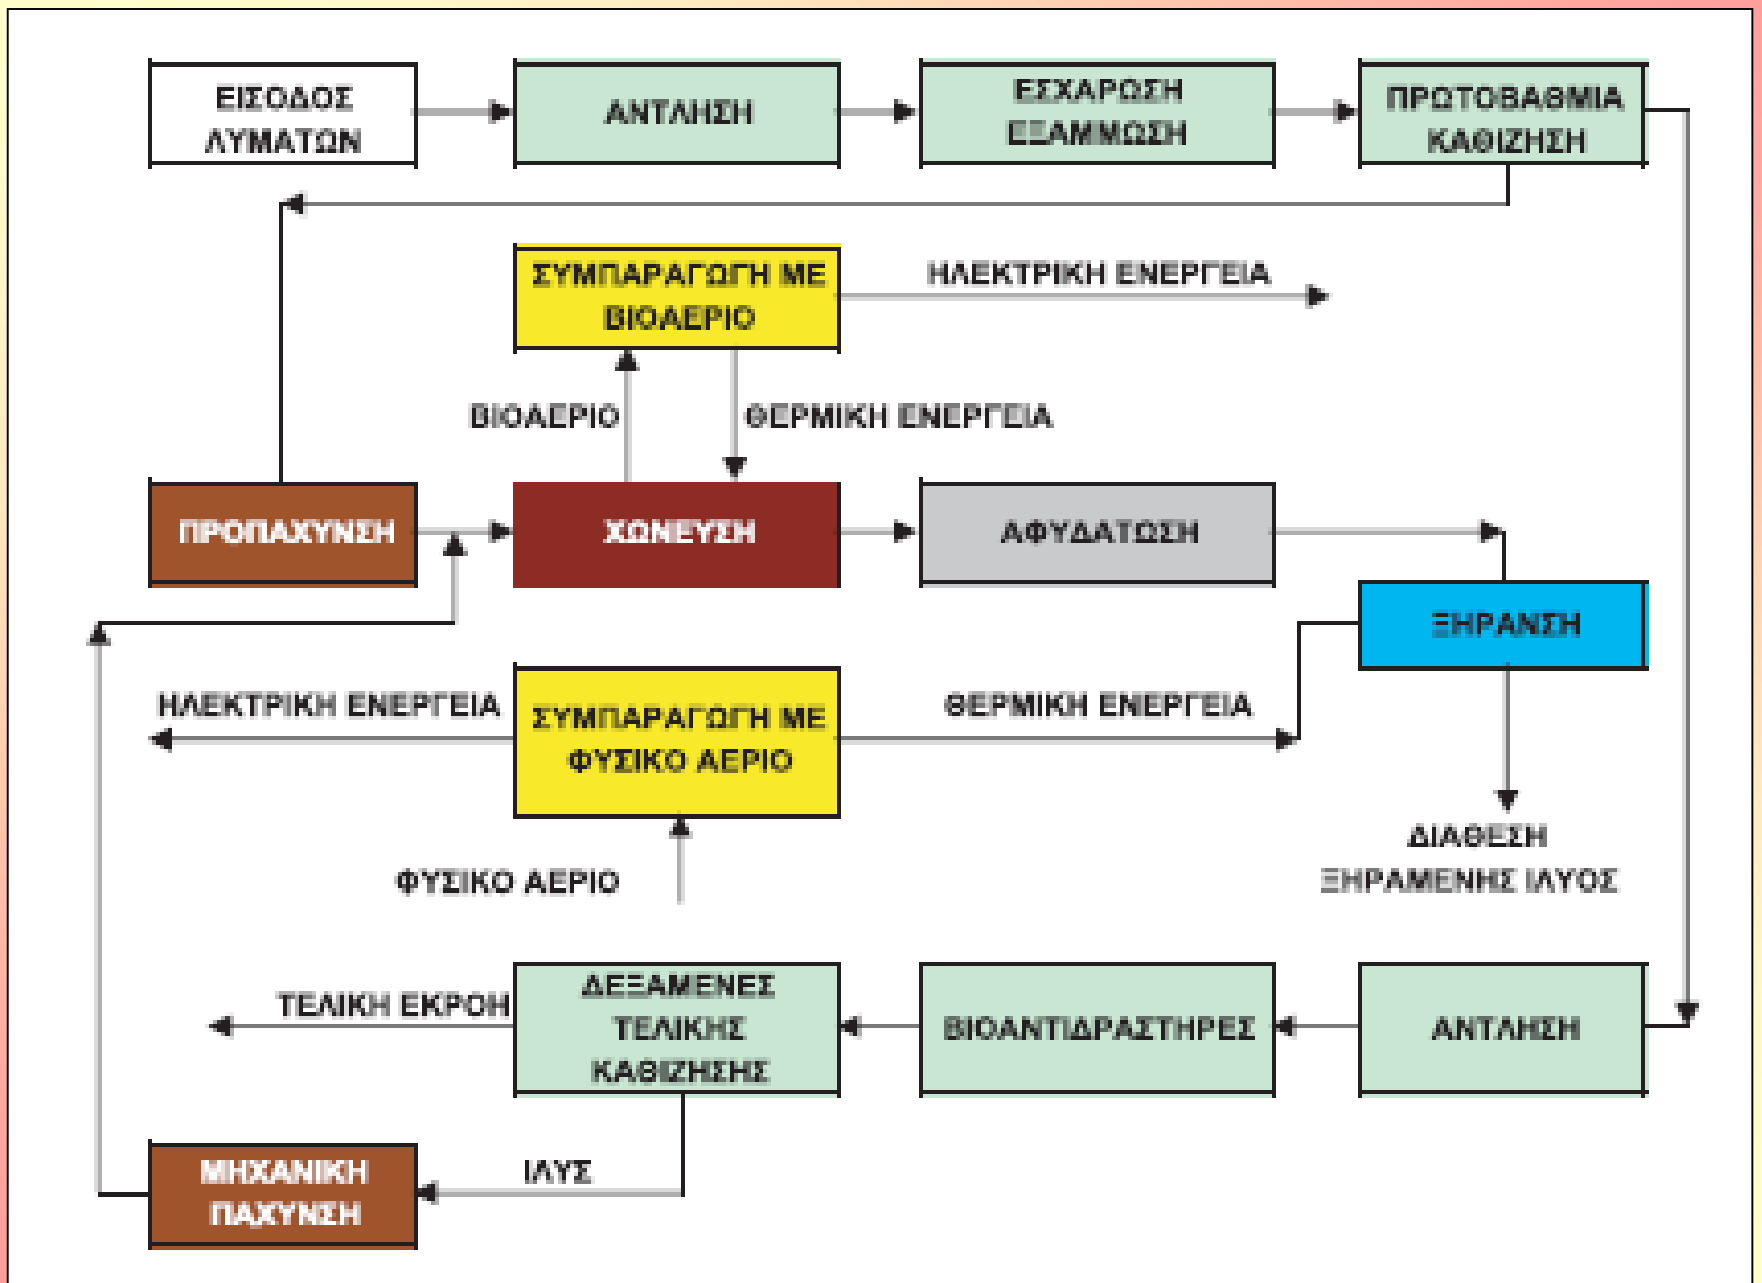 ΕΙΣΟΔΟΣ
ΛΥΜΑΤΩΝ
ΑΝΤΛΗΣΗ
ΕΣΧΑΡΩΣΗ
ΕΞΑΜΜΩΣΗ
ΠΡΩΤΟΒΑΘΜΙΑ
ΚΑΘΙΖΗΣΗ
ΣΥΜΠΑΡΑΓΩΓΗ ΜΕ
ΒΙΟΑΕΡΙΟ
ΗΛΕΚΤΡΙΚΗ ΕΝΕΡΓΕΙΑ
ΒΙΟΑΕΡΙΟ
ΘΕΡΜΙΚΗ ΕΝΕΡΓΕΙΑ
ΠΡΟΠΑΧΥΝΣΗ
ΧΩΝΕΥΣΗ
ΑΦΥΔΑΤΩΣΗ
ΞΗΡΑΝΣΗ
ΗΛΕΚΤΡΙΚΗ ΕΝΕΡΓΕΙΑ
ΣΥΜΠΑΡΑΓΩΓΗ ΜΕ
ΦΥΣΙΚΟ ΑΕΡΙΟ
ΘΕΡΜΙΚΗ ΕΝΕΡΓΕΙΑ
ΔΙΑΘΕΣΗ
ΞΗΡΑΜΕΝΗΣ ΙΛΥΟΣ
ΦΥΣΙΚΟ ΑΕΡΙΟ
ΤΕΛΙΚΗ ΕΚΡΟΗ
ΔΕΞΑΜΕΝΕΣ
ΤΕΛΙΚΗΣ
ΚΑΘΙΖΗΣΗΣ
ΒΙΟΑΝΤΙΔΡΑΣΤΗΡΕΣ
ΑΝΤΛΗΣΗ
ΜΗΧΑΝΙΚΗ
ΠΑΧΥΝΣΗ
ΙΛΥΣ